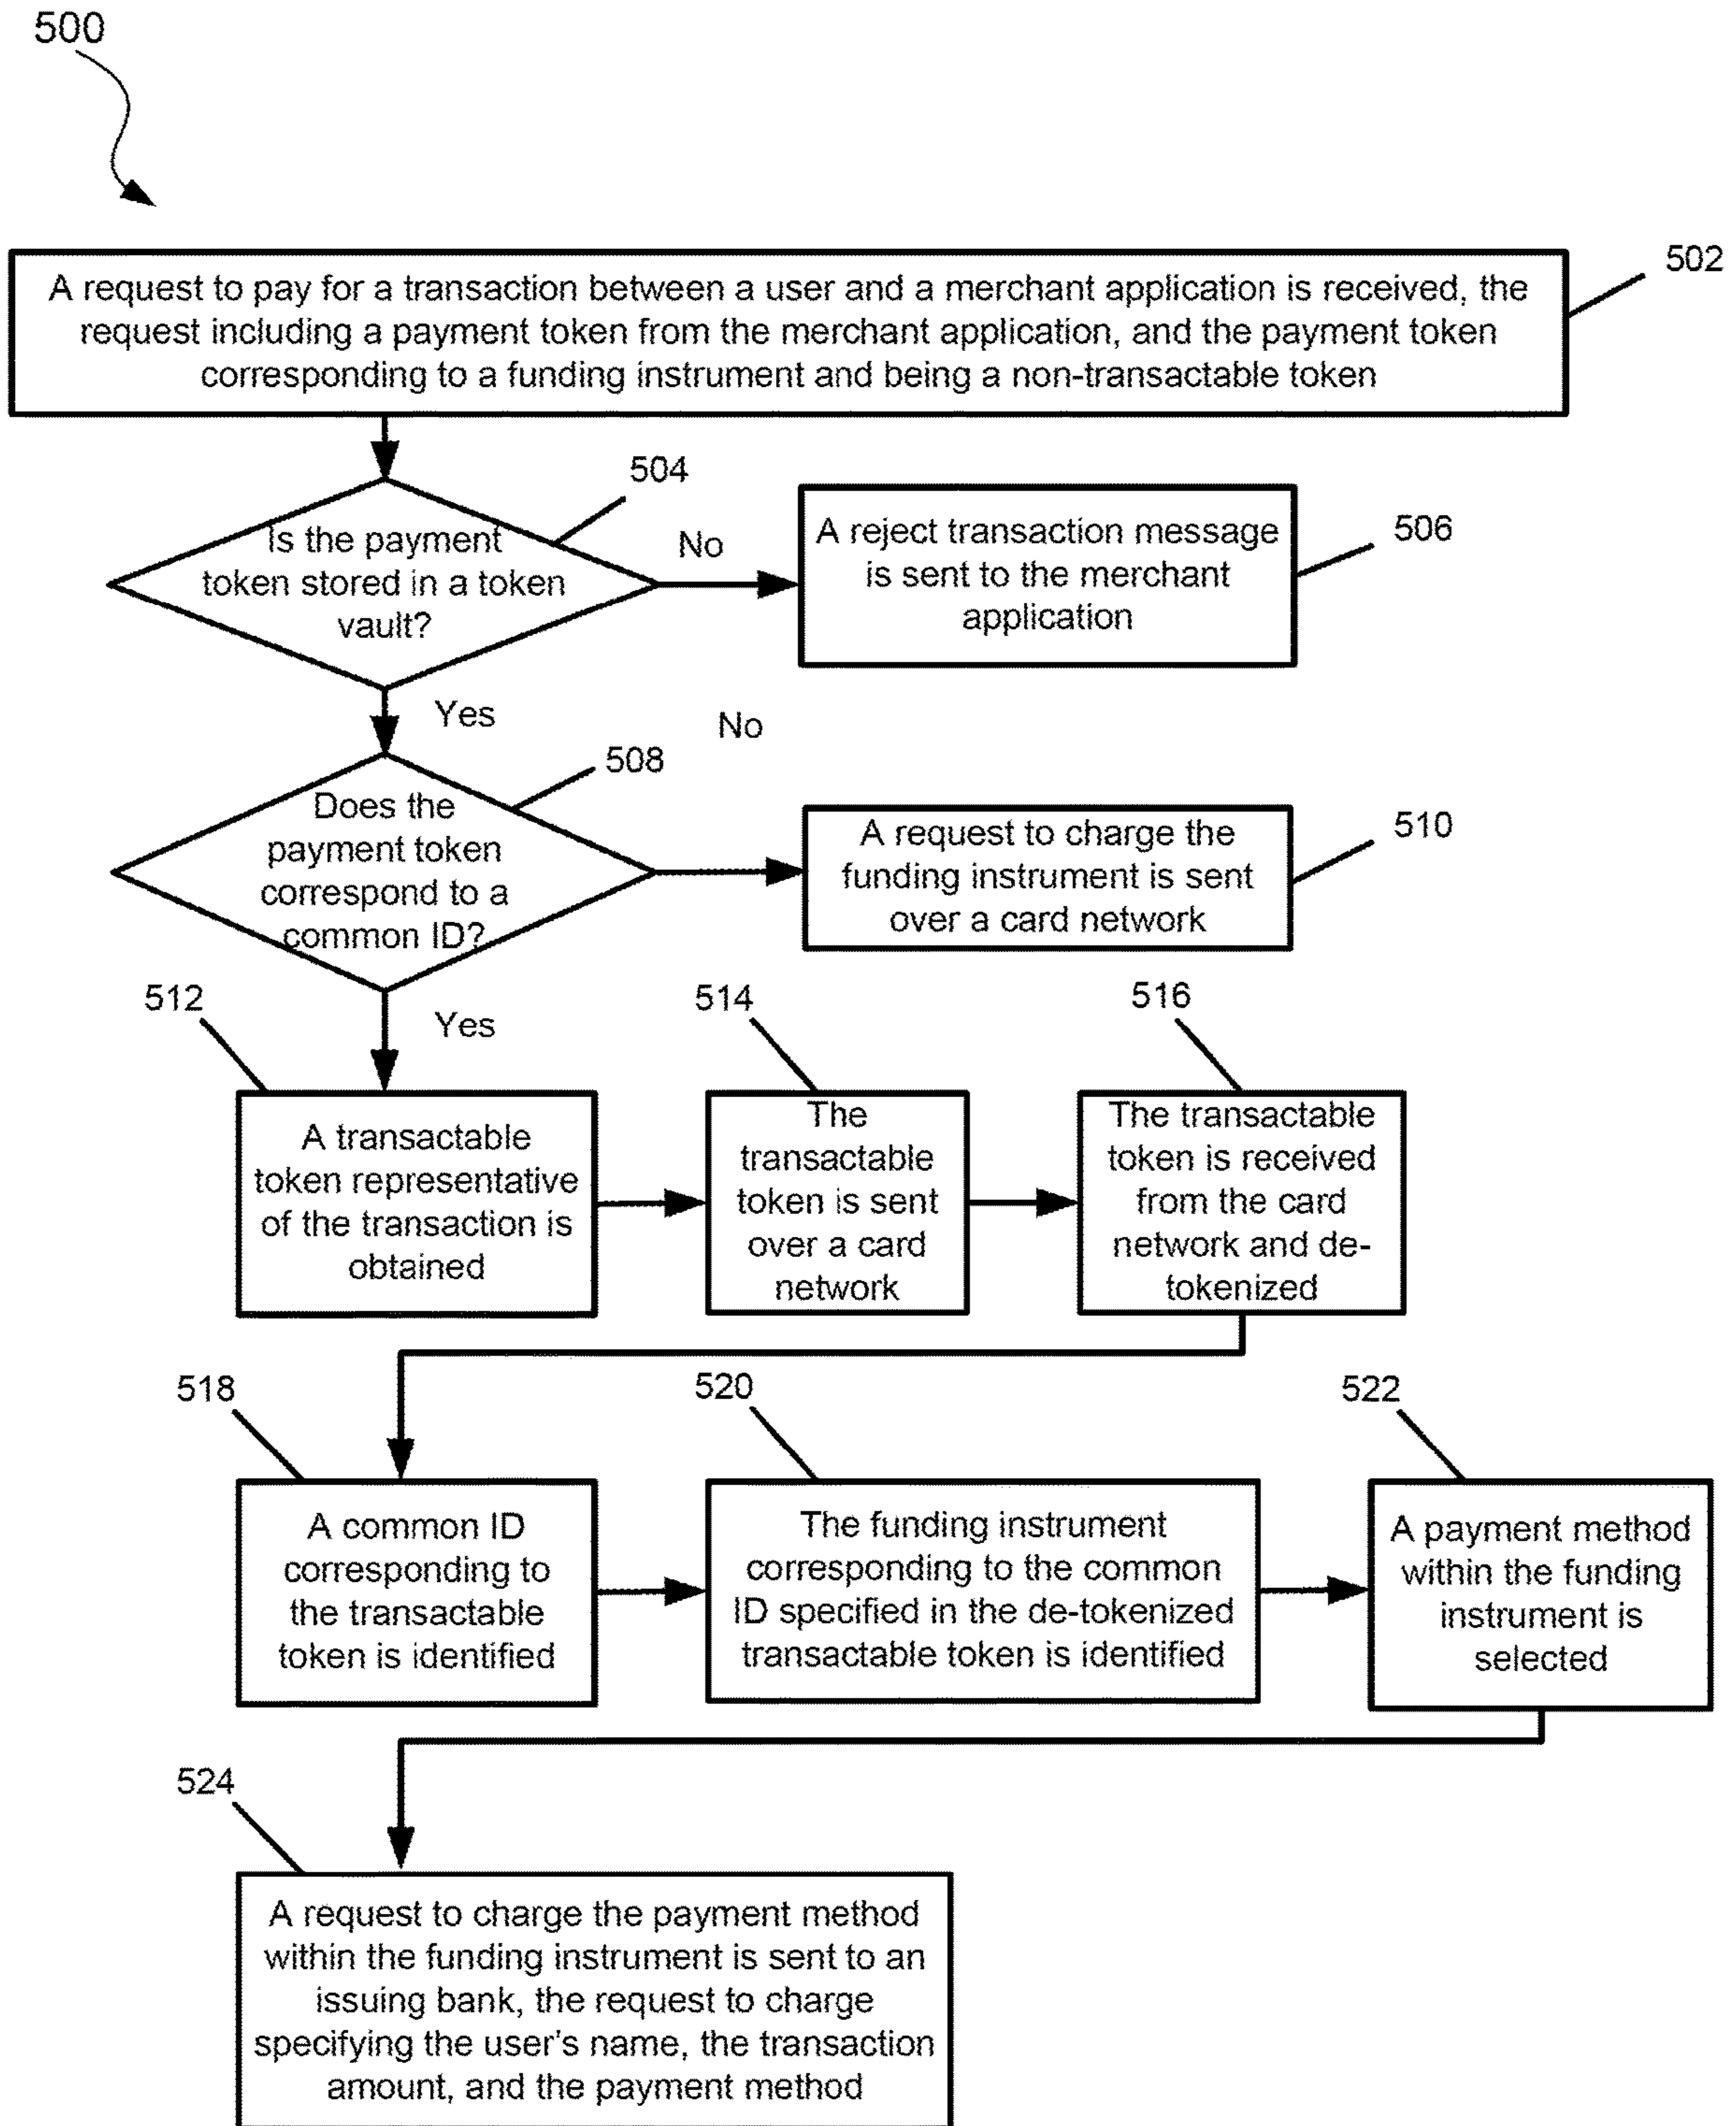 500
502
A request to pay for a transaction between a user and a merchant application is received, the
request including a payment token from the merchant application, and the payment token
corresponding to a funding instrument and being a non-transactable token
504
Is the payment
token stored in a token
vault?
No
A reject transaction message
is sent to the merchant
application
506
Yes
No
508
Does the
payment token
correspond to a
common ID?
A request to charge the
funding instrument is sent
over a card network
510
Yes
512
A transactable
token representative
of the transaction is
obtained
514
The
transactable
token is sent
over a card
network
516
The transactable
token is received
from the card
network and de-
tokenized
518
A common ID
corresponding to
the transactable
token is identified
520
The funding instrument
corresponding to the common
ID specified in the de-tokenized
transactable token is identified
522
A payment method
within the funding
instrument is
selected
524
A request to charge the payment method
within the funding instrument is sent to an
issuing bank, the request to charge
specifying the user's name, the transaction
amount, and the payment method